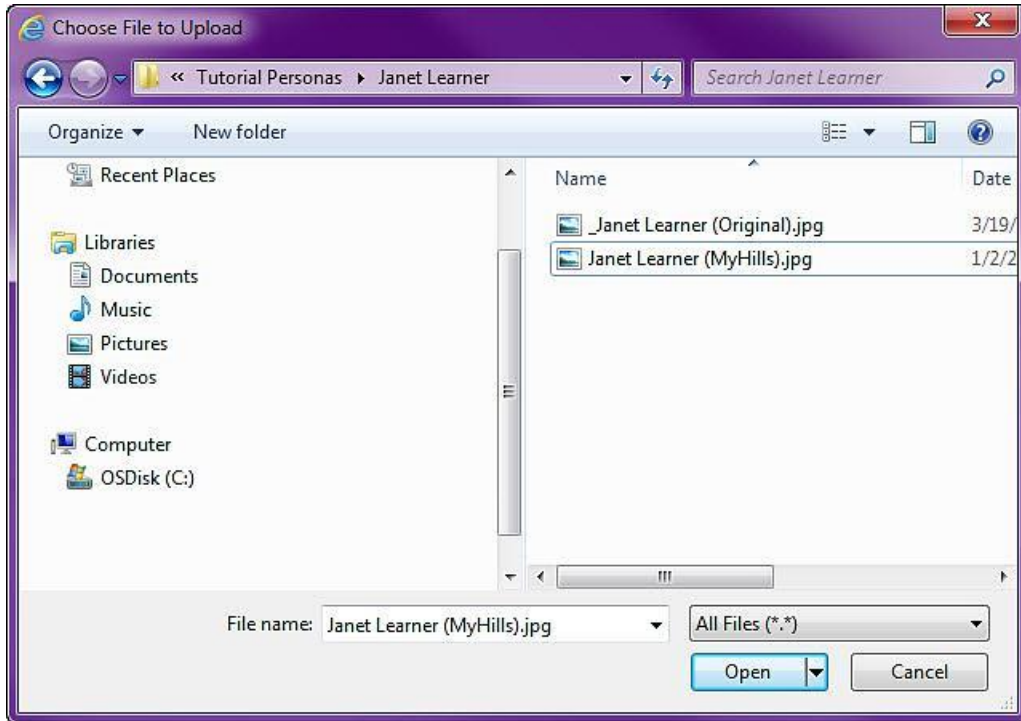 Choose File to Upload
x
« Tutorial Personas Janet Learner
Search Janet Learner
Organize New folder
?
Recent Places
Libraries
Documents
Music
Pictures
Videos
Computer
OSDisk (C:)
Name Date
_Janet Learner (Original).jpg 3/19/
Janet Learner (MyHills).jpg 1/2/2
File name: Janet Learner (MyHills).jpg
All Files (*.*)
Open Cancel